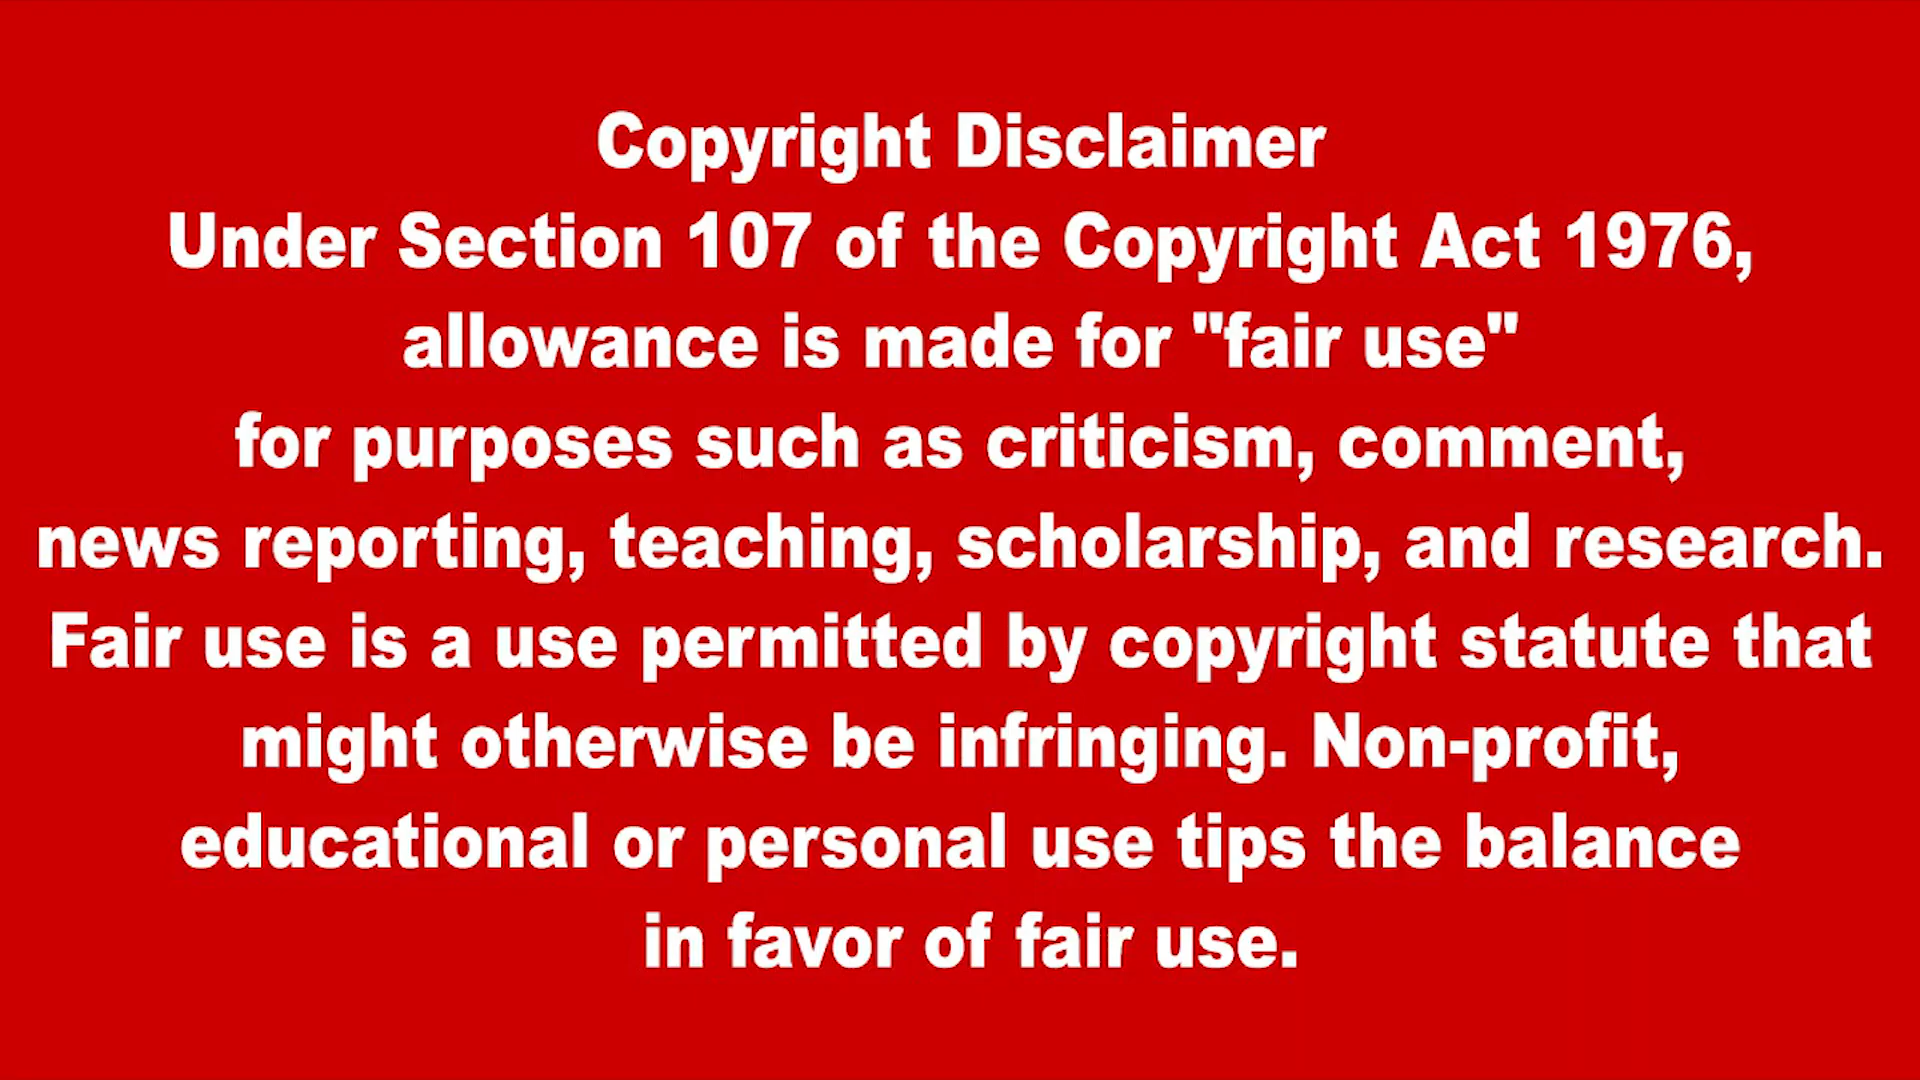 Copyright Disclaimer
Under Section 107 of the Copyright Act 1976,
allowance is made for "fair use"
for purposes such as criticism, comment,
news reporting, teaching, scholarship, and research.
Fair use is a use permitted by copyright statute that
might otherwise be infringing. Non-profit,
educational or personal use tips the balance
in favor of fair use.